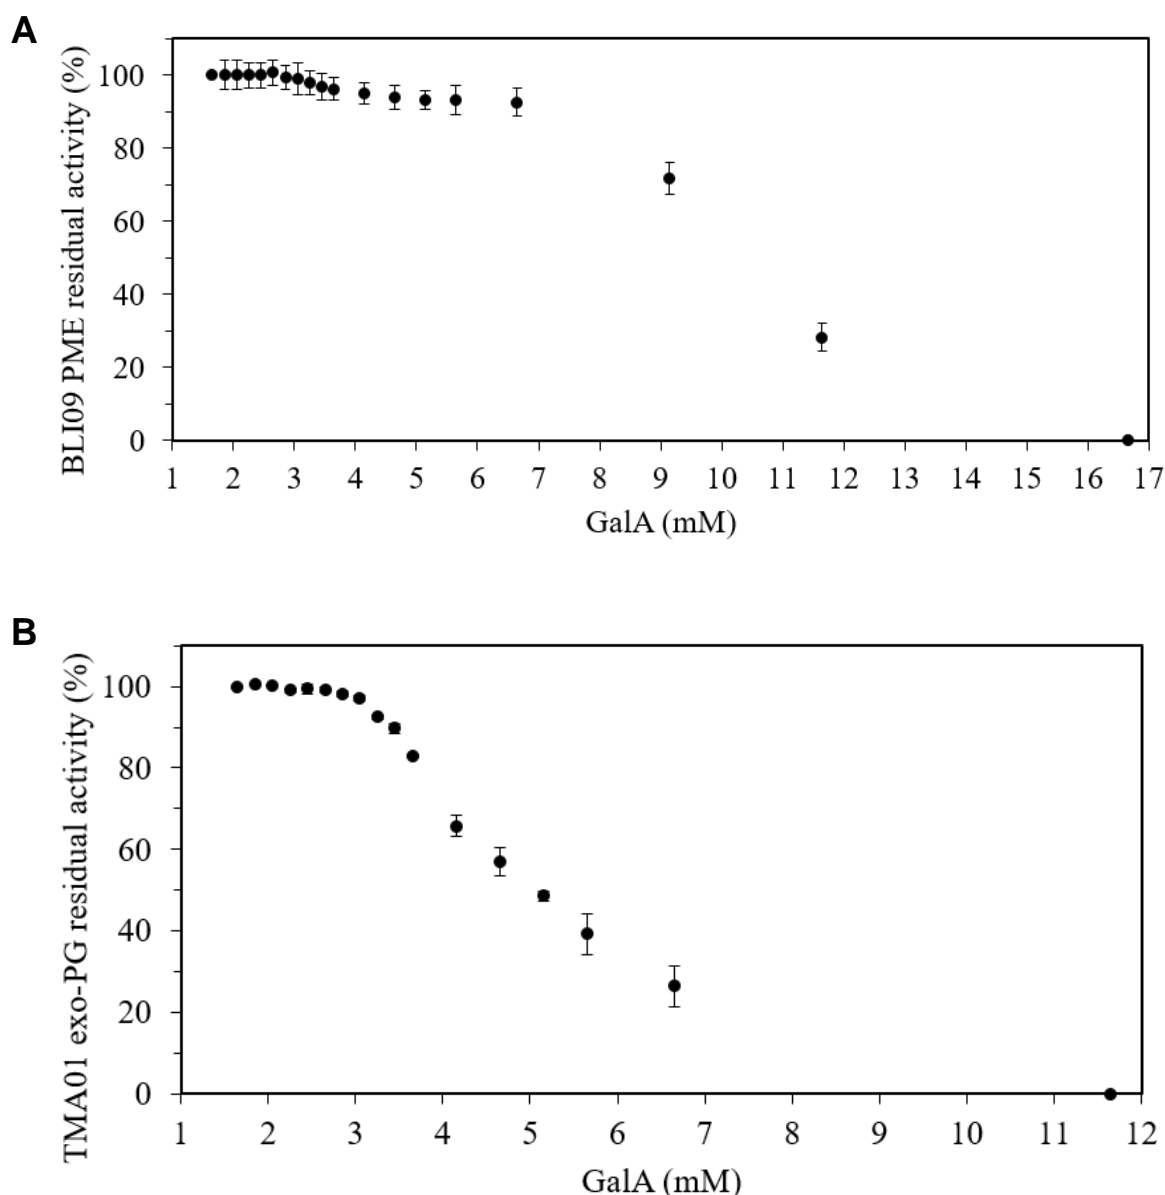 A
BLI09 PME residual activity (%)
100
80
60
40
20
0
1 2 3 4 5 6 7 8 9 10 11 12 13 14 15 16 17
GalA (mM)
B
TMA01 exo-PG residual activity (%)
100
80
60
40
20
0
1 2 3 4 5 6 7 8 9 10 11 12
GalA (mM)